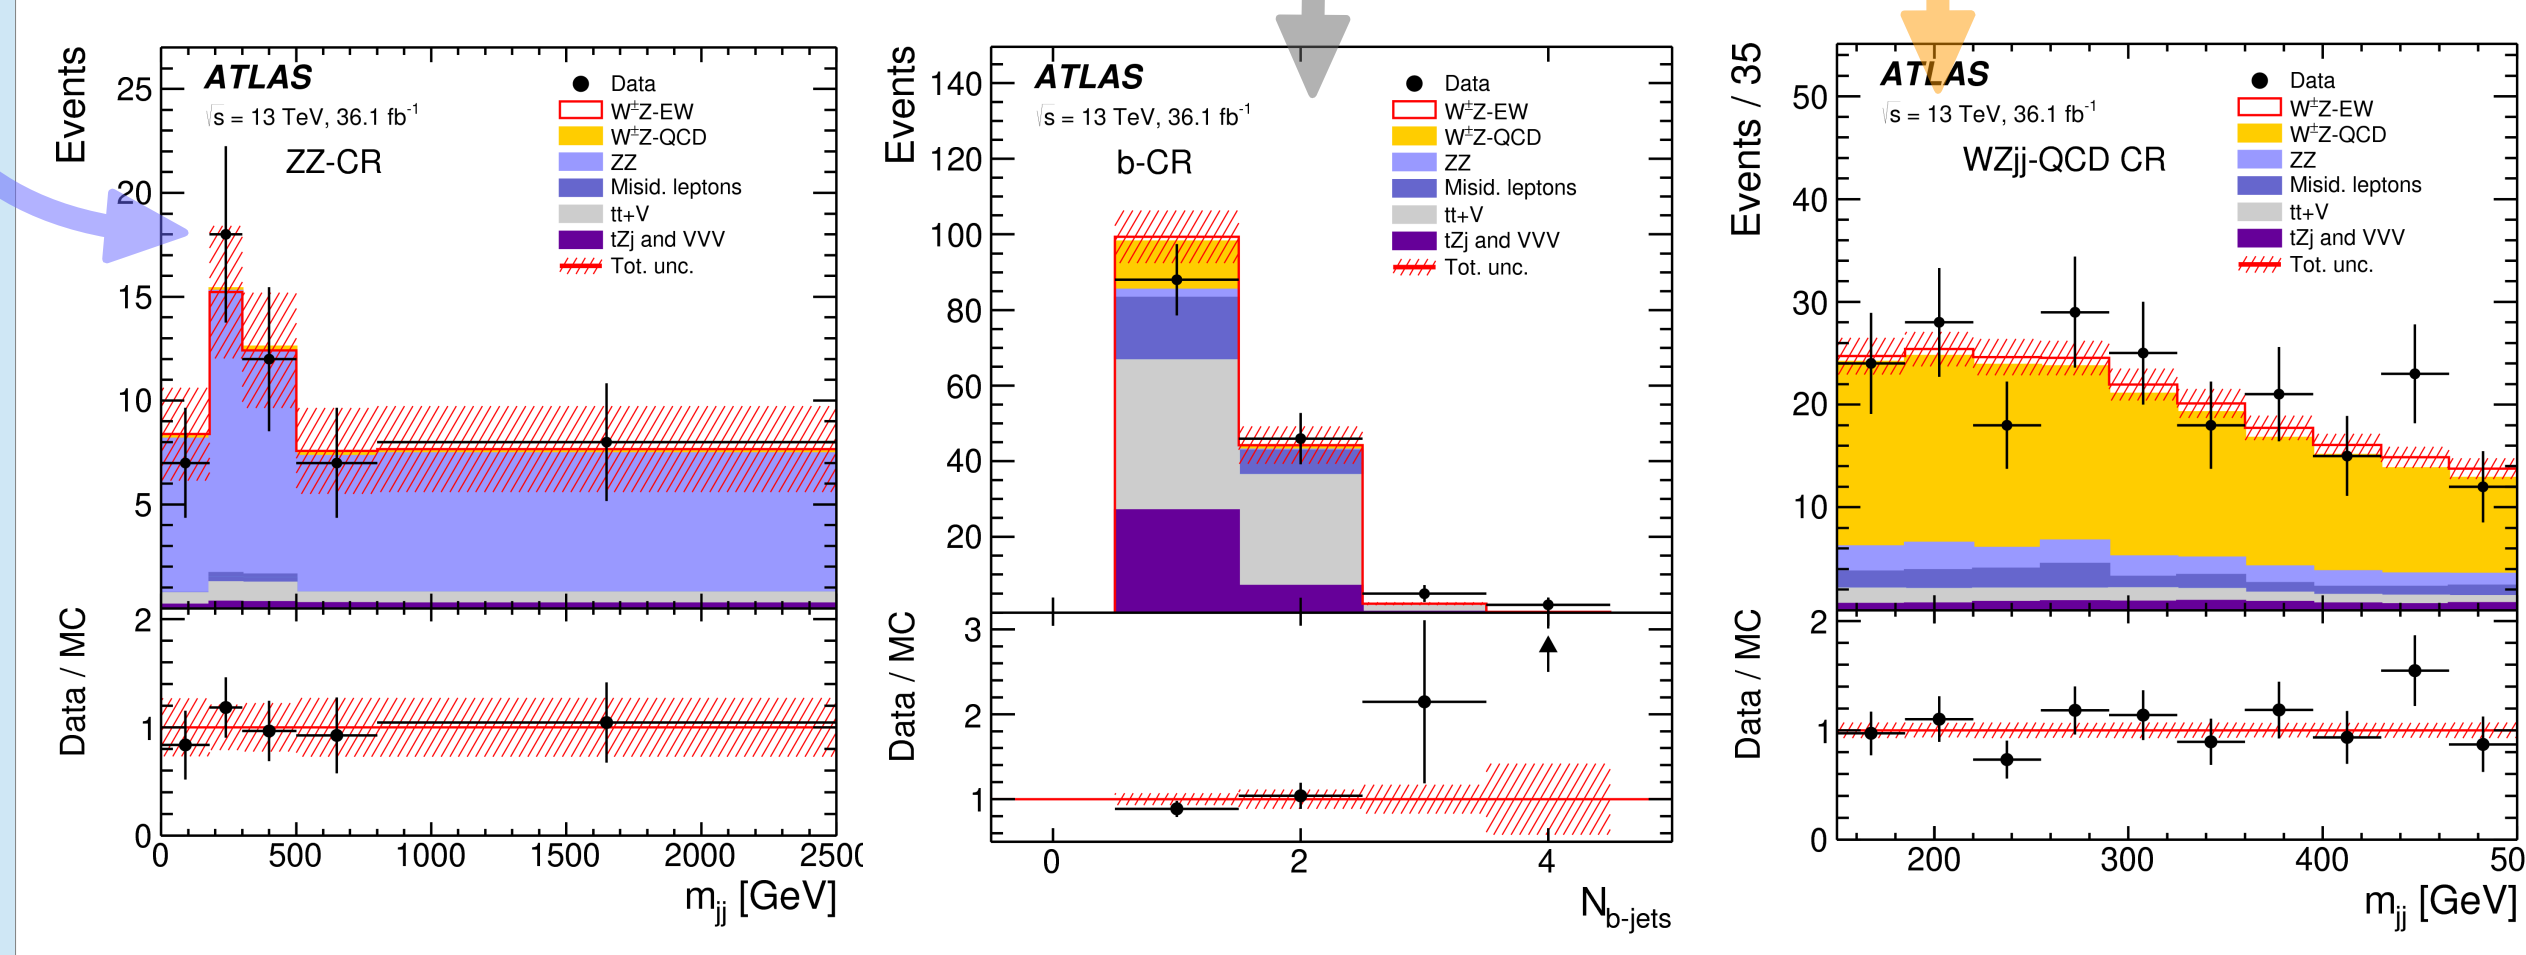 Events
25
20
15
10
5
ATLAS
√s = 13 TeV, 36.1 fb⁻¹
ZZ-CR
Data
W±Z-EW
W±Z-QCD
ZZ
Misid. leptons
tt+V
tZj and VVV
Tot. unc.
Data / MC
2
1
0
0 500 1000 1500 2000 2500
m_jj [GeV]
Events
140
120
100
80
60
40
20
ATLAS
√s = 13 TeV, 36.1 fb⁻¹
b-CR
Data
W±Z-EW
W±Z-QCD
ZZ
Misid. leptons
tt+V
tZj and VVV
Tot. unc.
Data / MC
3
2
1
0 2 4
N_b-jets
Events / 35
50
40
30
20
10
ATLAS
√s = 13 TeV, 36.1 fb⁻¹
WZjj-QCD CR
Data
W±Z-EW
W±Z-QCD
ZZ
Misid. leptons
tt+V
tZj and VVV
Tot. unc.
Data / MC
2
1
0
200 300 400 50
m_jj [GeV]